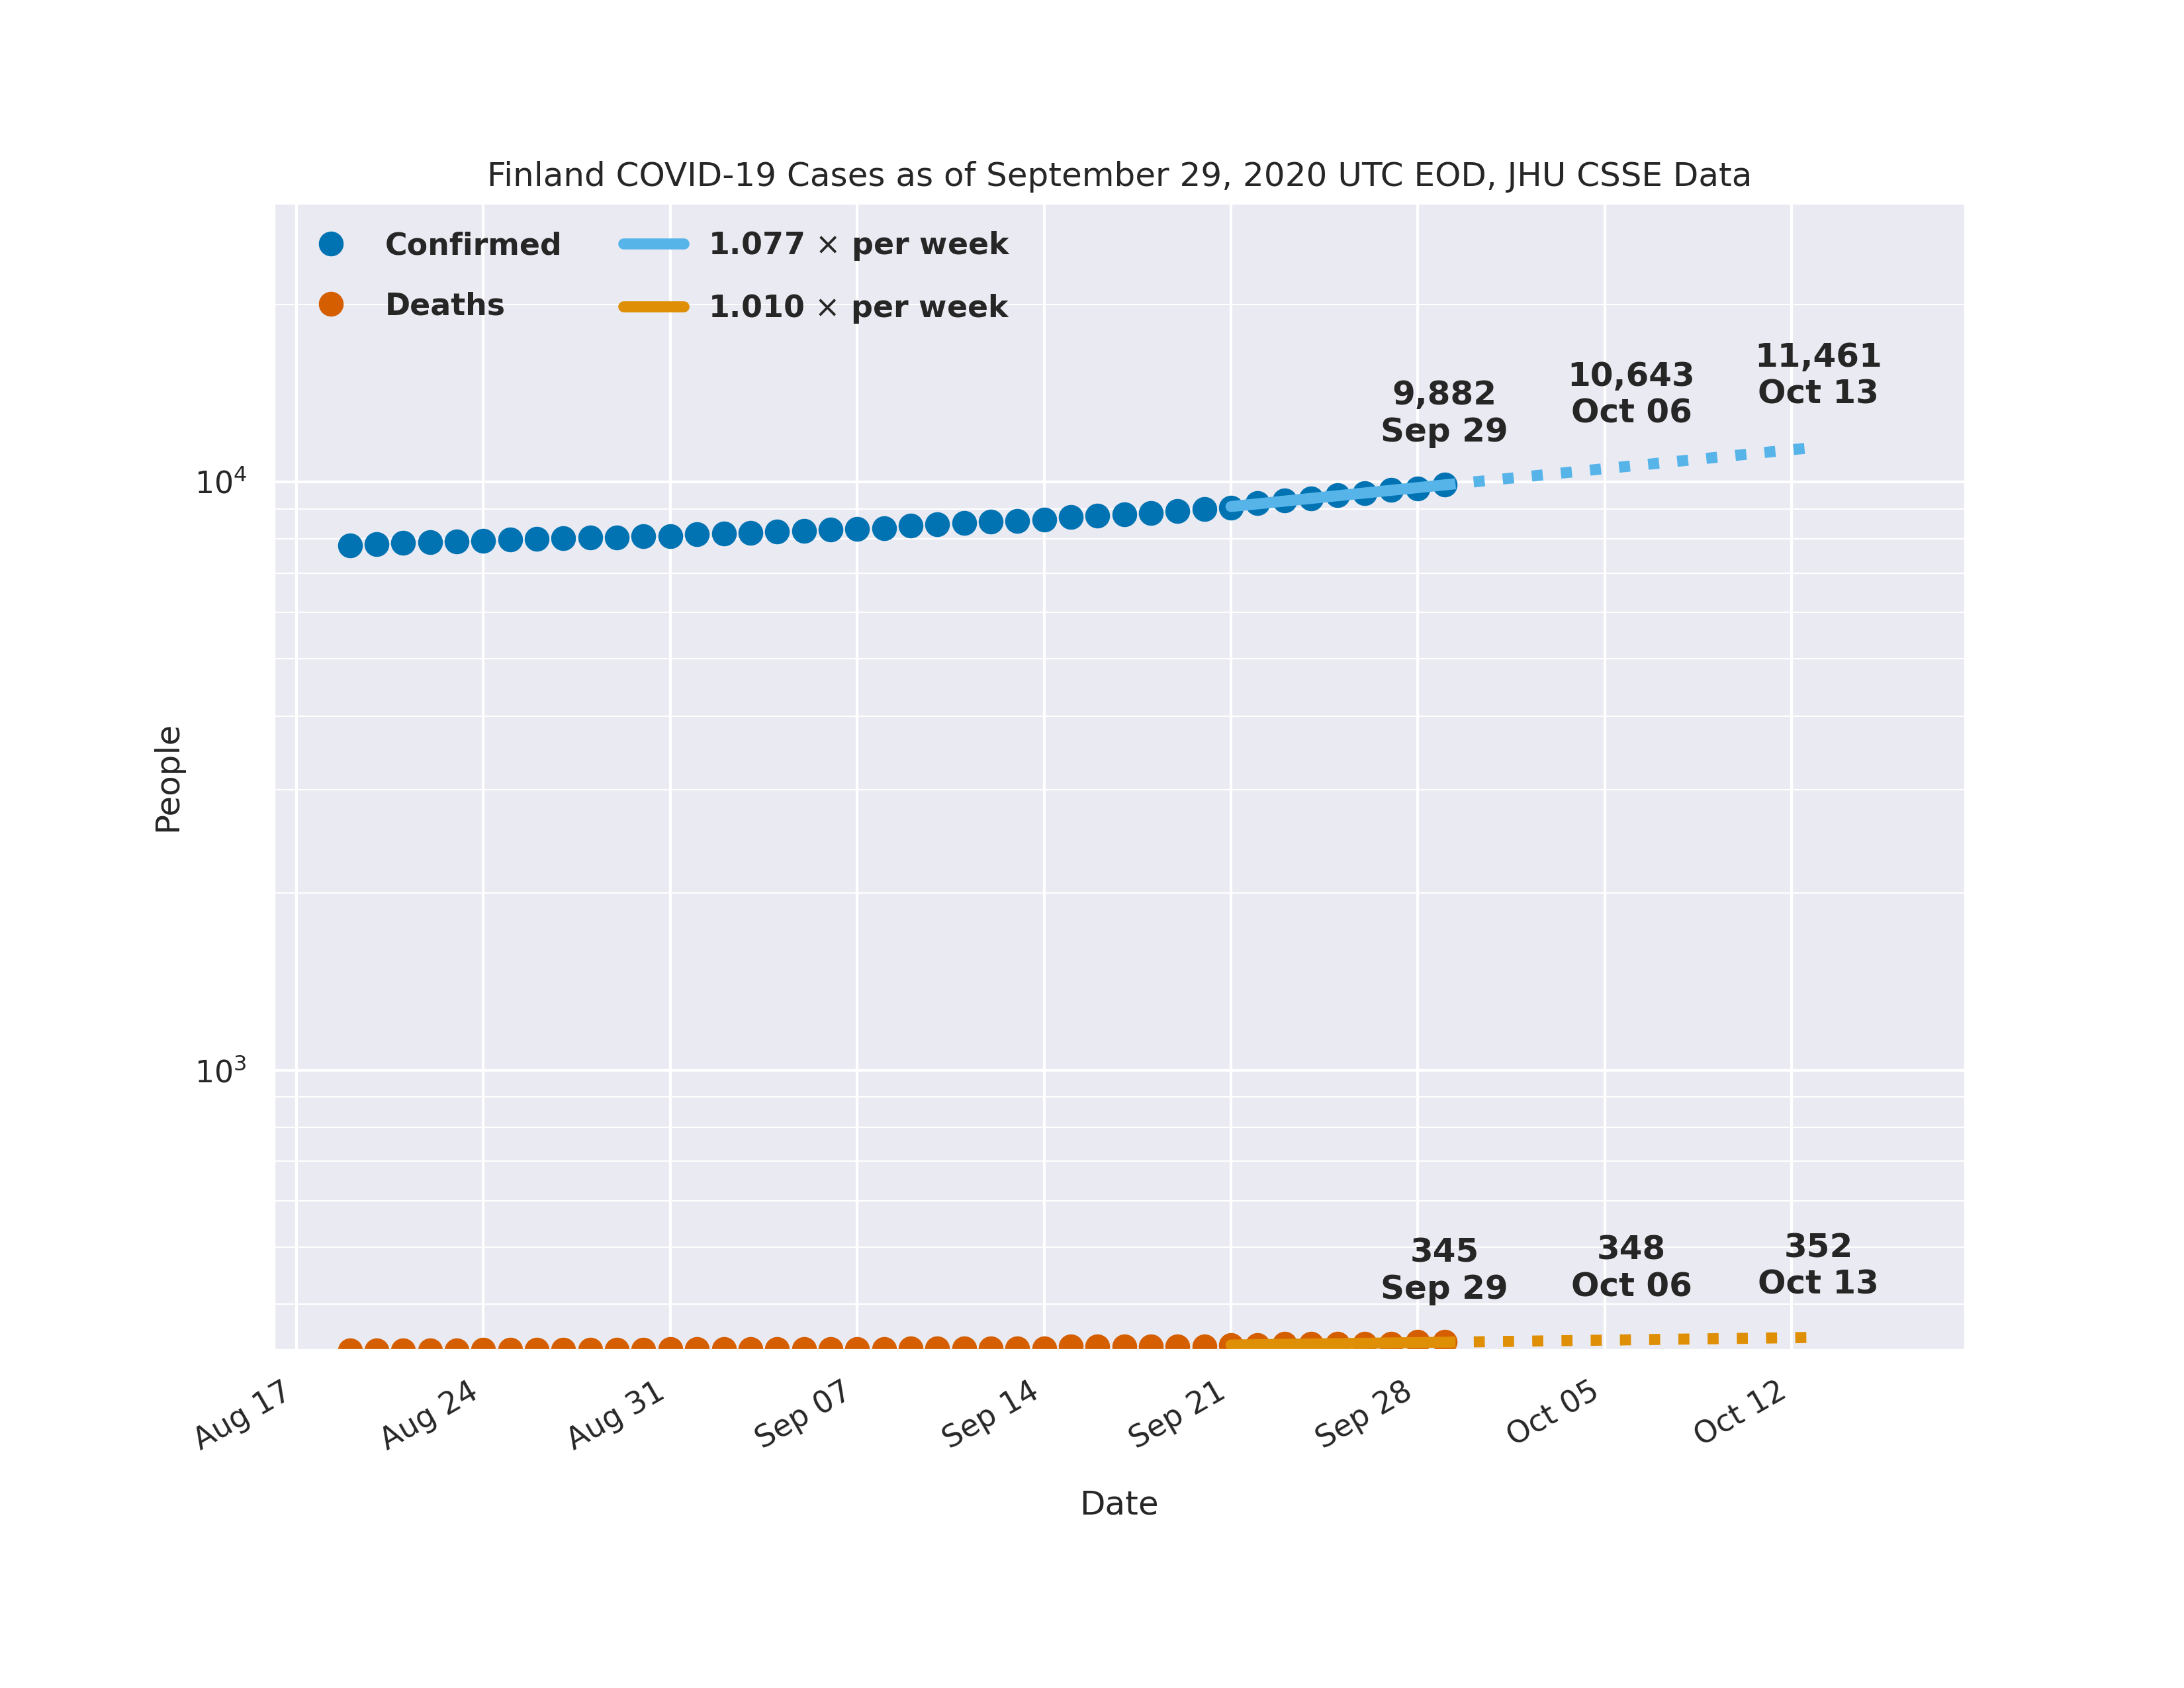 Finland COVID-19 Cases as of September 29, 2020 UTC EOD, JHU CSSE Data
Confirmed
Deaths
1.077 × per week
1.010 × per week
9,882
Sep 29
10,643
Oct 06
11,461
Oct 13
10⁴
10³
People
345
Sep 29
348
Oct 06
352
Oct 13
Aug 17
Aug 24
Aug 31
Sep 07
Sep 14
Sep 21
Sep 28
Oct 05
Oct 12
Date